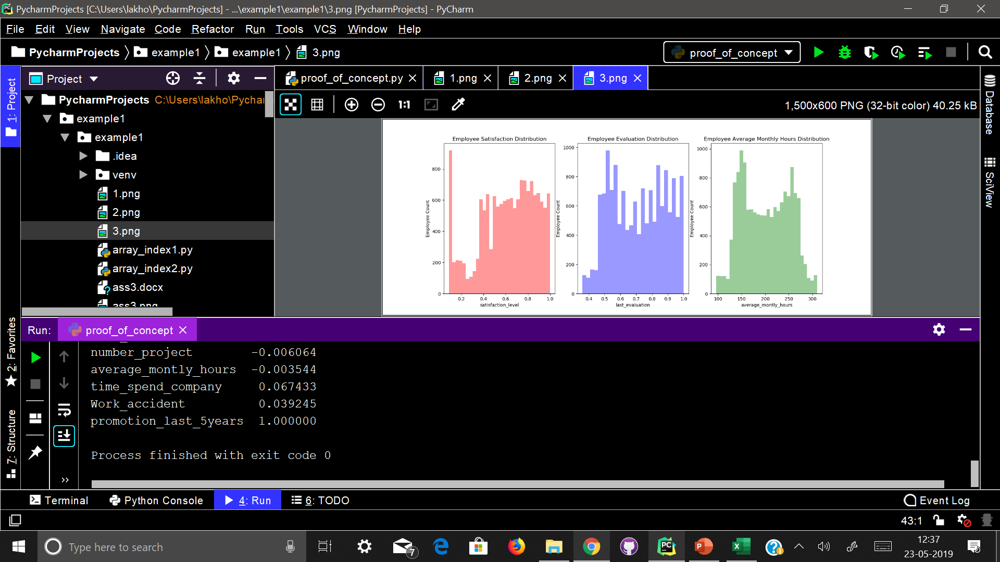 PycharmProjects [C:\Users\lakho\PycharmProjects] - ...\example1\example1\3.png [PycharmProjects] - PyCharm
File Edit View Navigate Code Refactor Run Tools VCS Window Help
PycharmProjects example1 example1 3.png
proof_of_concept
1: Project
Project
proof_of_concept.py 1.png 2.png 3.png
PycharmProjects C:\Users\lakho\Pychar
example1
example1
.idea
venv
1.png
2.png
3.png
array_index1.py
array_index2.py
ass3.docx
ass3.png
1:1
1,500x600 PNG (32-bit color) 40.25 kB
Database
SciView
Employee Satisfaction Distribution
Employee Count
800
600
400
200
0
0.2 0.4 0.6 0.8 1.0
satisfaction_level
Employee Evaluation Distribution
Employee Count
1000
800
600
400
200
0
0.4 0.5 0.6 0.7 0.8 0.9 1.0
last_evaluation
Employee Average Monthly Hours Distribution
Employee Count
1000
800
600
400
200
0
100 150 200 250 300
average_montly_hours
2: Favorites
7: Structure
Run: proof_of_concept
number_project -0.006064
average_montly_hours -0.003544
time_spend_company 0.067433
Work_accident 0.039245
promotion_last_5years 1.000000
Process finished with exit code 0
Terminal Python Console 4: Run 6: TODO Event Log
43:1
Type here to search
7
12:37
23-05-2019